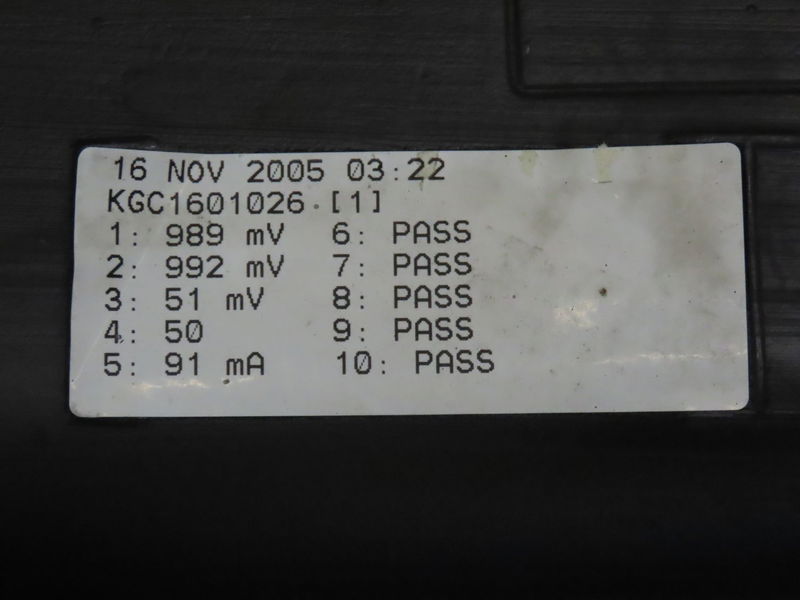 16 NOV 2005 03:22
KGC1601026 [1]
1: 989 mV 6: PASS
2: 992 mV 7: PASS
3: 51 mV 8: PASS
4: 50 9: PASS
5: 91 mA 10: PASS